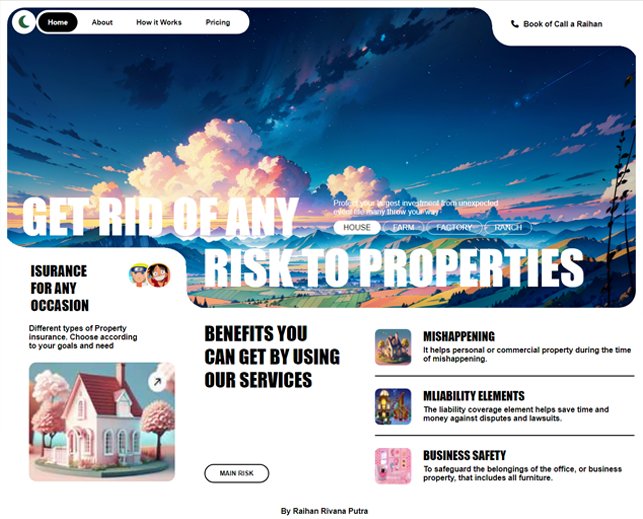 Home About How it Works Pricing
Book of Call a Raihan
Protect your largest investment from unexpected
event life many throw your way
HOUSE FARM FACTORY RANCH
GET RID OF ANY
RISK TO PROPERTIES
ISURANCE
FOR ANY
OCCASION
Different types of Property
insurance. Choose according
to your goals and need
BENEFITS YOU
CAN GET BY USING
OUR SERVICES
MAIN RISK
MISHAPPENING
It helps personal or commercial property during the time
of mishappening.
MLIABILITY ELEMENTS
The liability coverage element helps save time and
money against disputes and lawsuits.
BUSINESS SAFETY
To safeguard the belongings of the office, or business
property, that includes all furniture.
By Raihan Rivana Putra